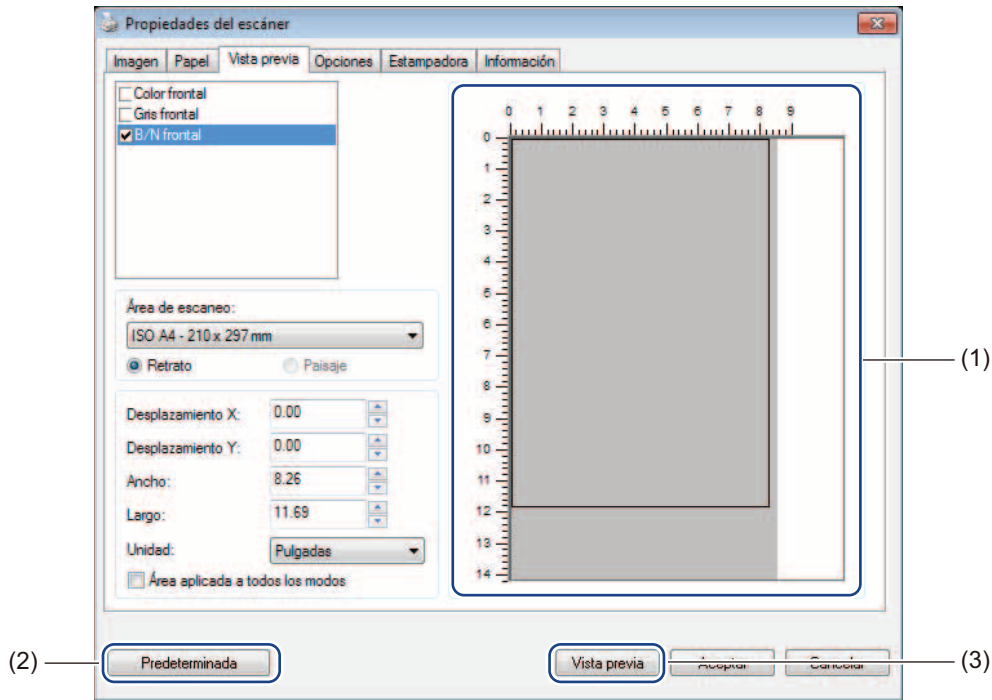 Propiedades del escáner
Imagen Papel Vista previa Opciones Estampadora Información
Color frontal
Gris frontal
B/N frontal
0 1 2 3 4 5 6 7 8 9
0
1
2
3
4
5
6
7
8
9
10
11
12
13
14
(1)
Área de escaneo:
ISO A4 - 210 x 297 mm
Retrato Paisaje
Desplazamiento X: 0.00
Desplazamiento Y: 0.00
Ancho: 8.26
Largo: 11.69
Unidad: Pulgadas
Área aplicada a todos los modos
(2) Predeterminada Vista previa Aceptar Cancelar (3)